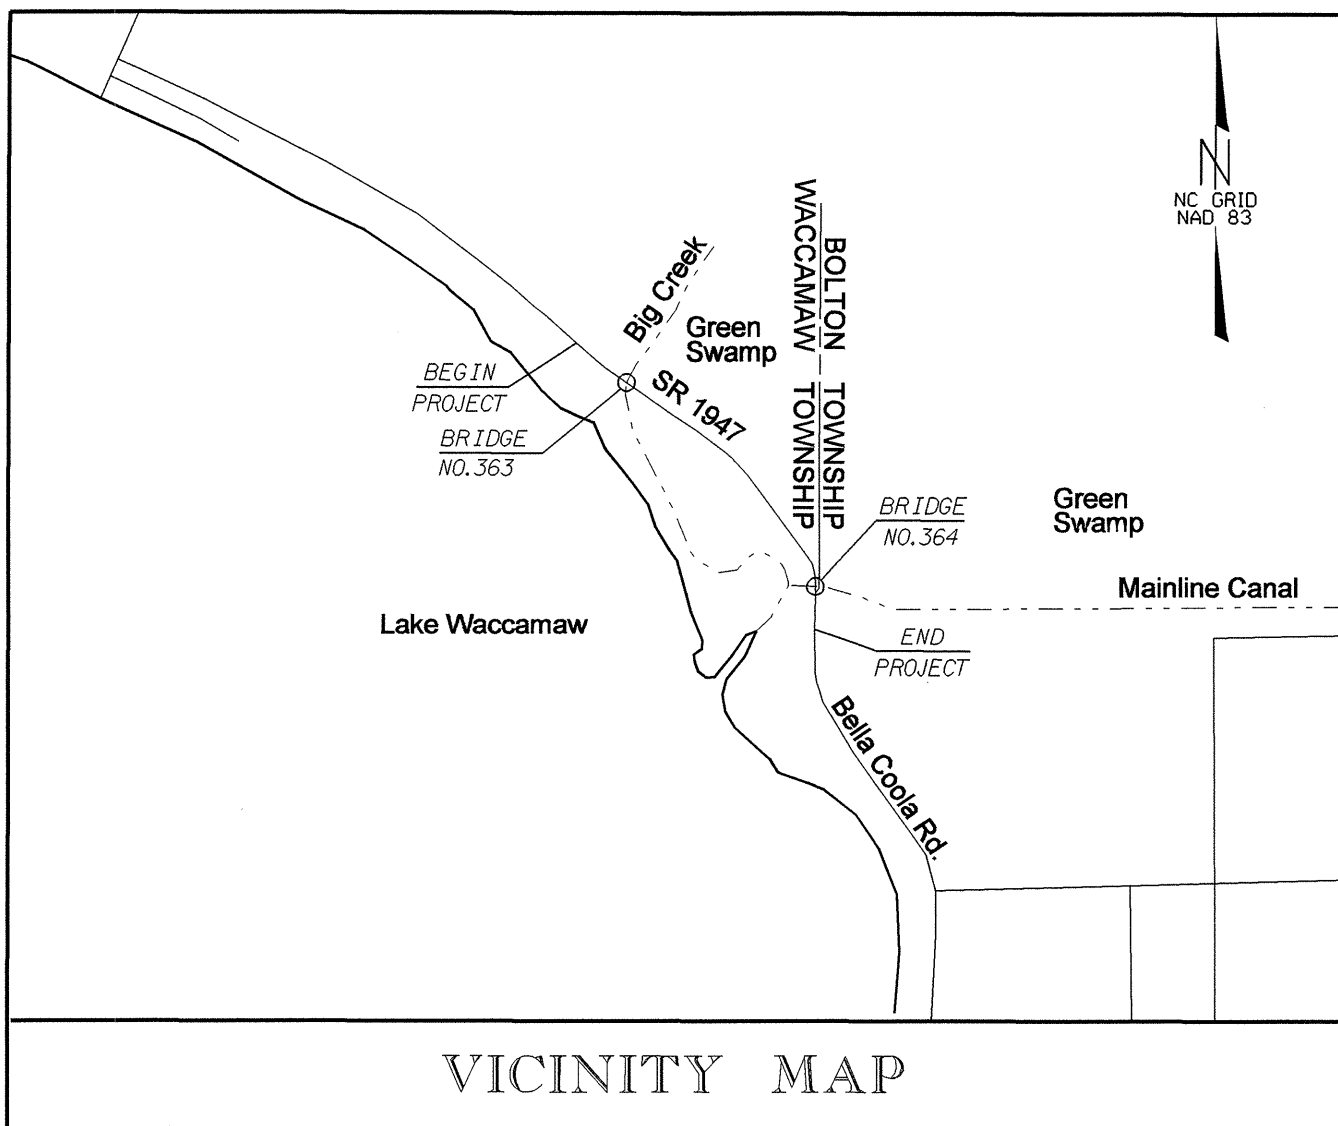 NC GRID
NAD 83
N
WACCAMAW TOWNSHIP
BOLTON TOWNSHIP
Big Creek
Green
Swamp
BEGIN
PROJECT
SR 1947
BRIDGE
NO.363
Green
Swamp
BRIDGE
NO.364
Mainline Canal
Lake Waccamaw
END
PROJECT
Bella Coola Rd.
VICINITY MAP